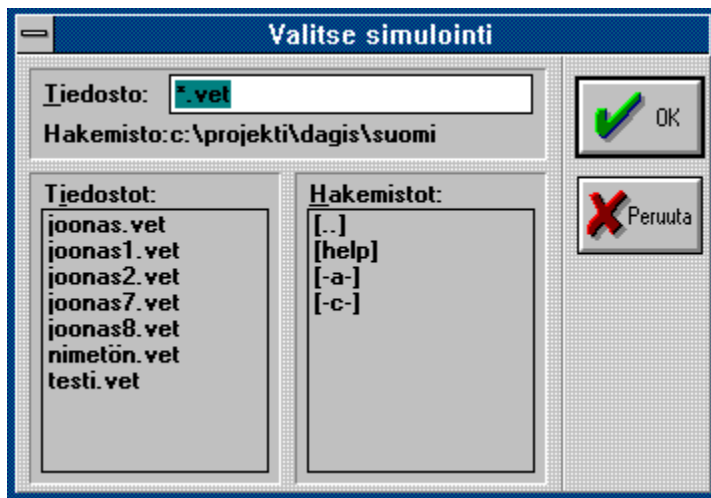 Valitse simulointi
Tiedosto: *.vet
Hakemisto:c:\projekti\dagis\suomi
OK
Peruuta
Tiedostot:
joonas.vet
joonas1.vet
joonas2.vet
joonas7.vet
joonas8.vet
nimetön.vet
testi.vet
Hakemistot:
[..]
[help]
[-a-]
[-c-]